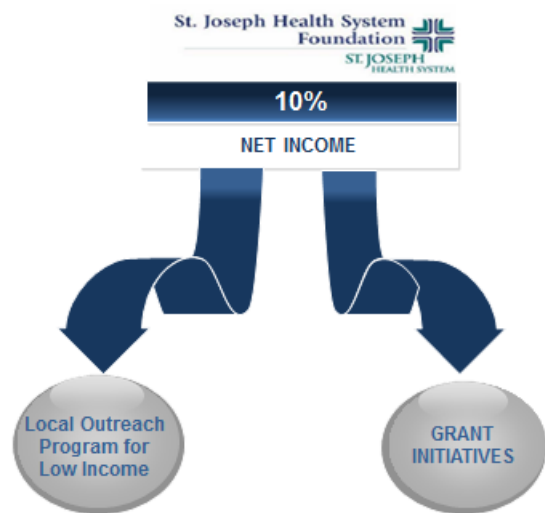 St. Joseph Health System
Foundation
ST. JOSEPH
HEALTH SYSTEM
10%
NET INCOME
Local Outreach
Program for
Low Income
GRANT
INITIATIVES